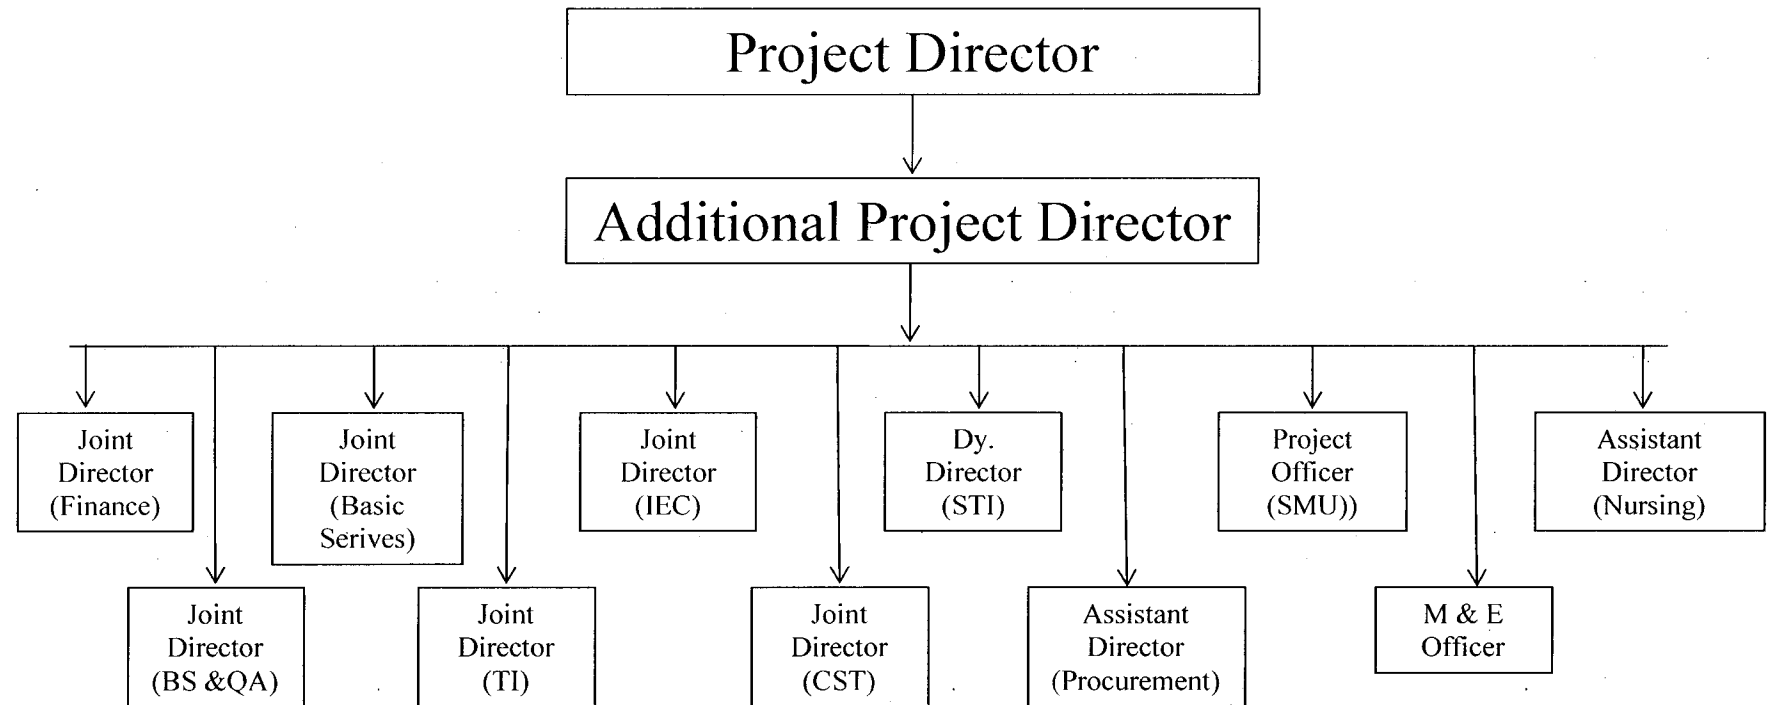 Project Director
Additional Project Director
Joint
Director
(Finance)
Joint
Director
(Basic
Serives)
Joint
Director
(IEC)
Dy.
Director
(STI)
Project
Officer
(SMU))
Assistant
Director
(Nursing)
Joint
Director
(BS &QA)
Joint
Director
(TI)
Joint
Director
(CST)
Assistant
Director
(Procurement)
M & E
Officer